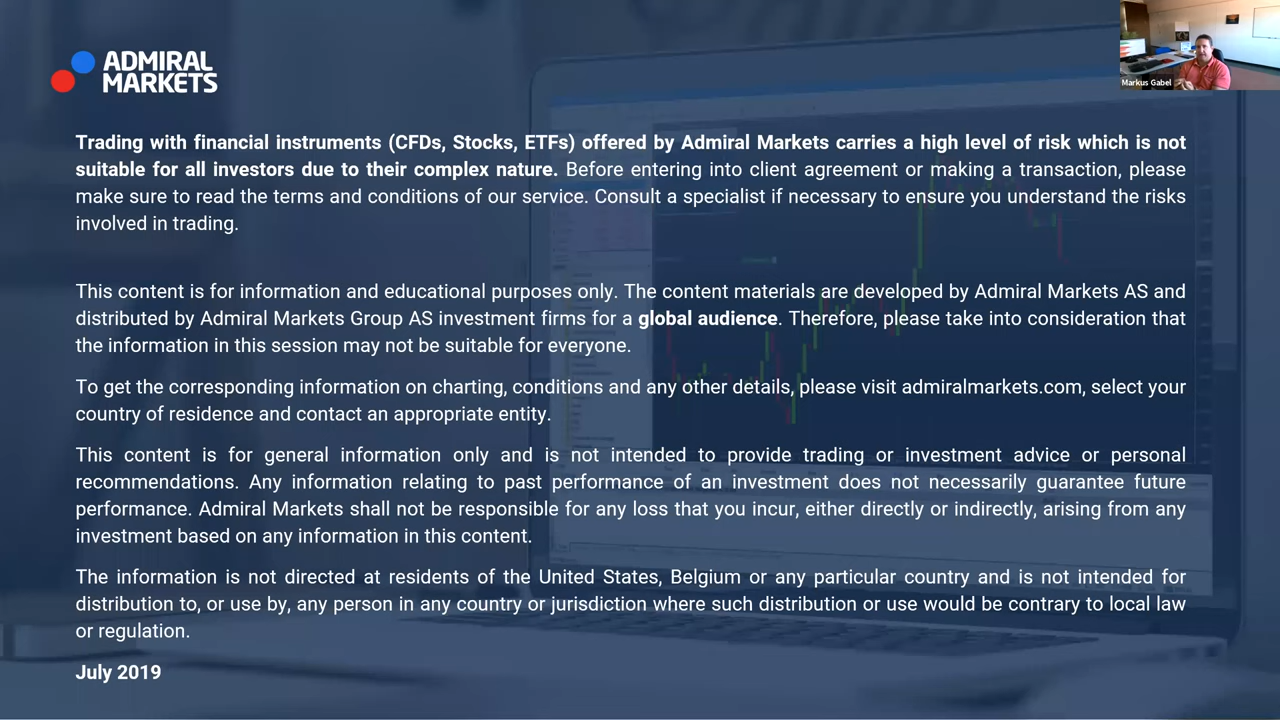 ADMIRAL
MARKETS
Markus Gabel
Trading with financial instruments (CFDs, Stocks, ETFs) offered by Admiral Markets carries a high level of risk which is not
suitable for all investors due to their complex nature. Before entering into client agreement or making a transaction, please
make sure to read the terms and conditions of our service. Consult a specialist if necessary to ensure you understand the risks
involved in trading.
This content is for information and educational purposes only. The content materials are developed by Admiral Markets AS and
distributed by Admiral Markets Group AS investment firms for a global audience. Therefore, please take into consideration that
the information in this session may not be suitable for everyone.
To get the corresponding information on charting, conditions and any other details, please visit admiralmarkets.com, select your
country of residence and contact an appropriate entity.
This content is for general information only and is not intended to provide trading or investment advice or personal
recommendations. Any information relating to past performance of an investment does not necessarily guarantee future
performance. Admiral Markets shall not be responsible for any loss that you incur, either directly or indirectly, arising from any
investment based on any information in this content.
The information is not directed at residents of the United States, Belgium or any particular country and is not intended for
distribution to, or use by, any person in any country or jurisdiction where such distribution or use would be contrary to local law
or regulation.
July 2019